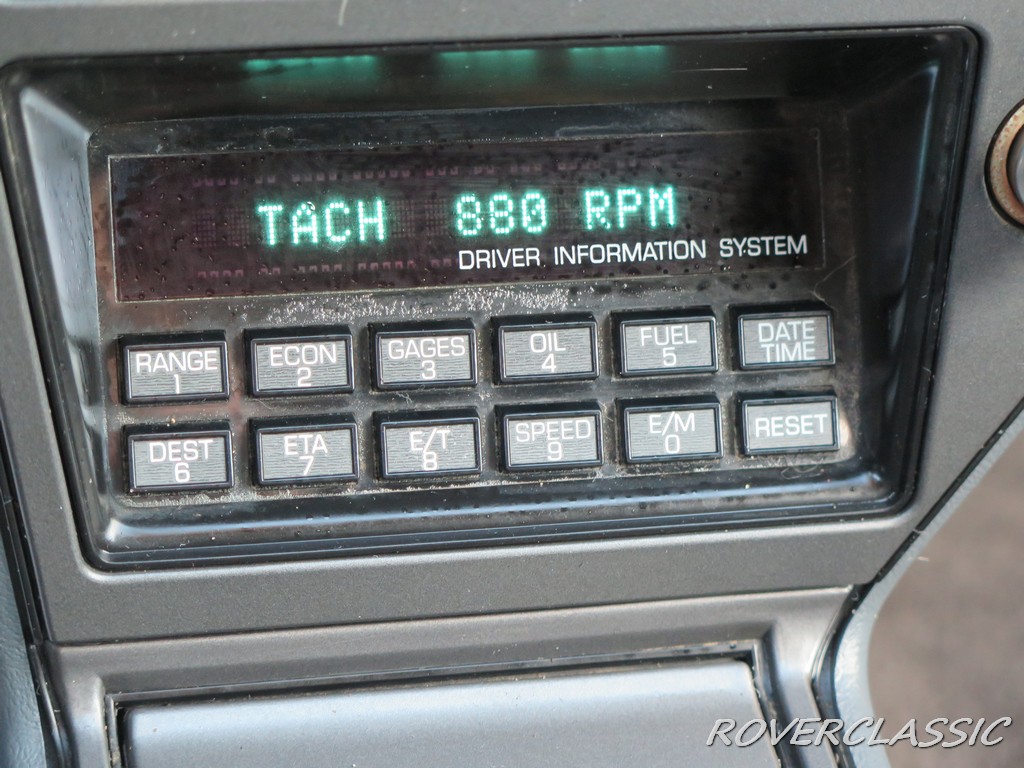 TACH 880 RPM
DRIVER INFORMATION SYSTEM
RANGE
1
ECON
2
GAGES
3
OIL
4
FUEL
5
DATE
TIME
DEST
6
ETA
7
E/T
8
SPEED
9
E/M
0
RESET
ROVERCLASSIC